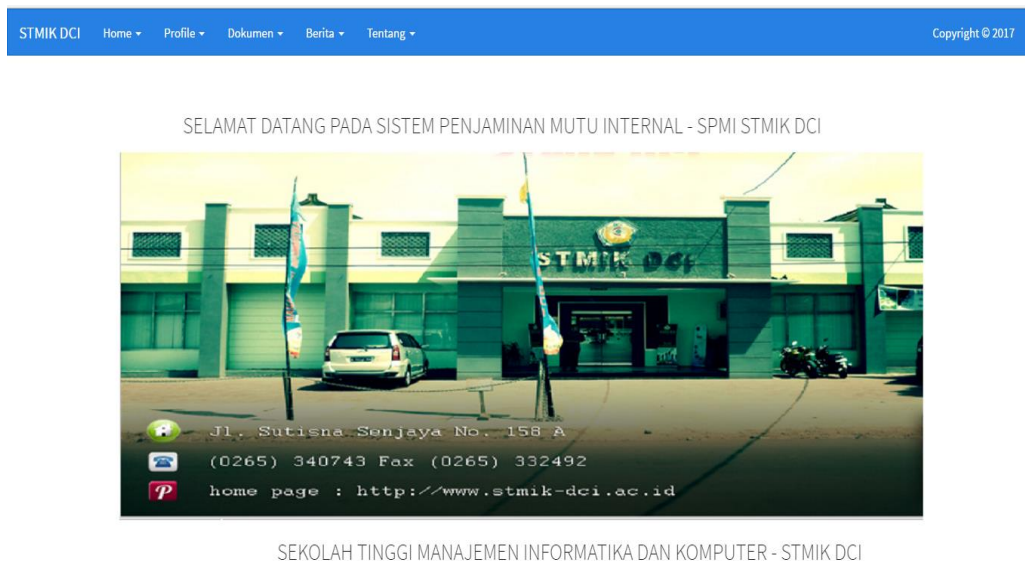 STMIK DCI Home Profile Dokumen Berita Tentang Copyright © 2017
SELAMAT DATANG PADA SISTEM PENJAMINAN MUTU INTERNAL - SPMI STMIK DCI
STMIK DCI
Jl. Sutisna Senjaya No. 158 A
(0265) 340743 Fax (0265) 332492
home page : http://www.stmik-dci.ac.id
SEKOLAH TINGGI MANAJEMEN INFORMATIKA DAN KOMPUTER - STMIK DCI